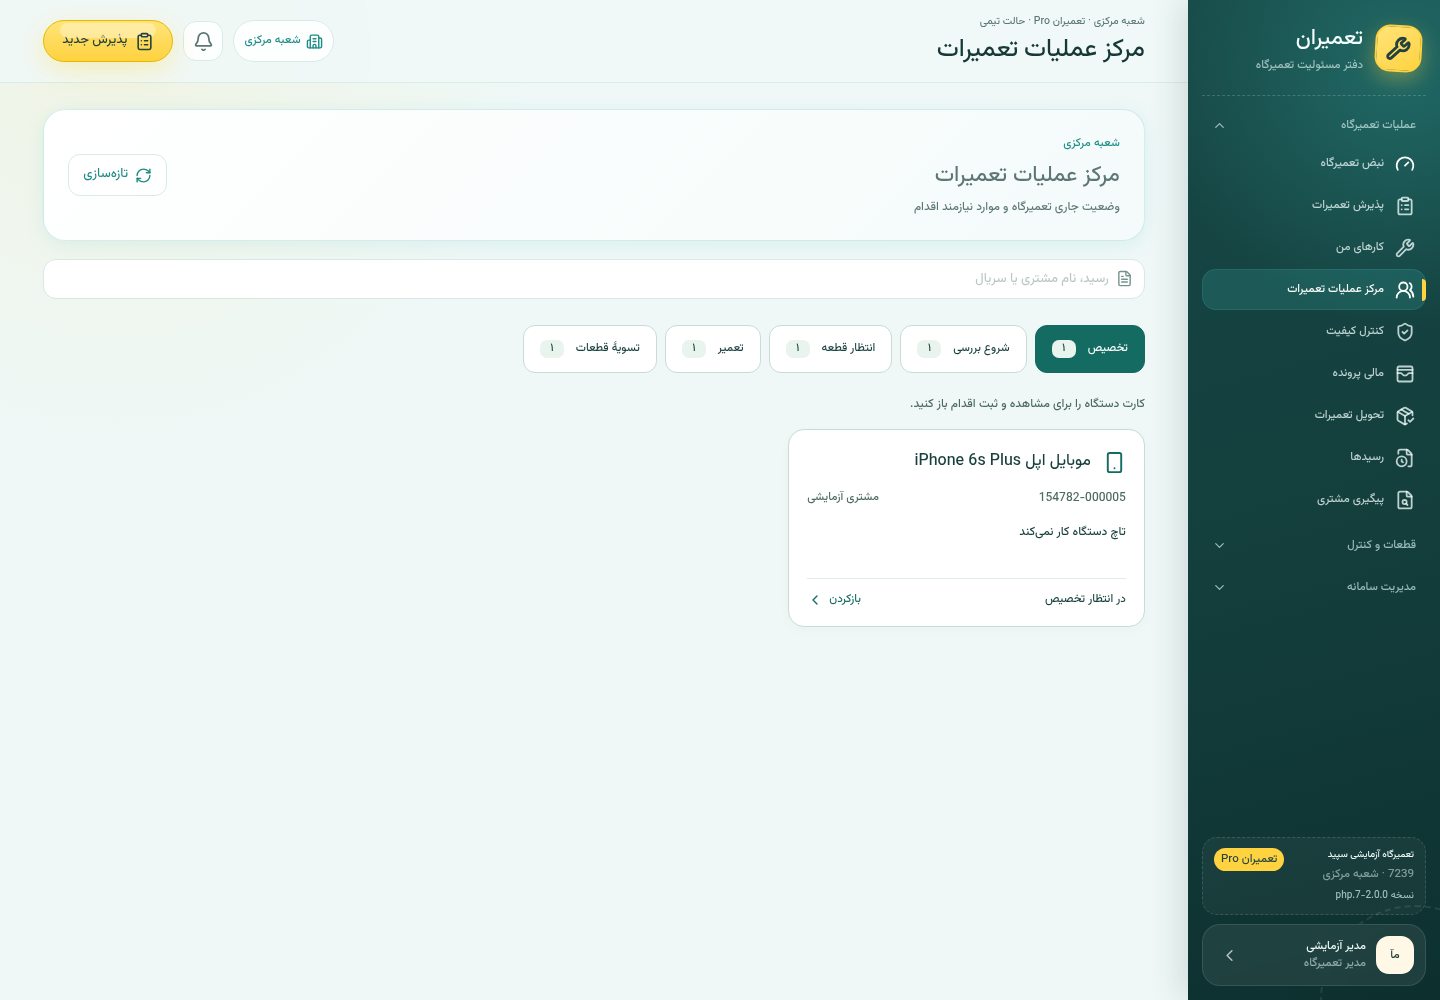 تعمیران
دفتر مسئولیت تعمیرگاه
عملیات تعمیرگاه
نبض تعمیرگاه
پذیرش تعمیرات
کارهای من
مرکز عملیات تعمیرات
کنترل کیفیت
مالی پرونده
تحویل تعمیرات
رسیدها
پیگیری مشتری
قطعات و کنترل
مدیریت سامانه
تعمیرگاه آزمایشی سپید
تعمیران Pro
7239 · شعبه مرکزی
نسخه php.7-2.0.0
مآ
مدیر آزمایشی
مدیر تعمیرگاه
شعبه مرکزی · تعمیران Pro · حالت تیمی
مرکز عملیات تعمیرات
شعبه مرکزی
پذیرش جدید
شعبه مرکزی
مرکز عملیات تعمیرات
وضعیت جاری تعمیرگاه و موارد نیازمند اقدام
تازه‌سازی
رسید، نام مشتری یا سریال
تخصیص ۱
شروع بررسی ۱
انتظار قطعه ۱
تعمیر ۱
تسویهٔ قطعات ۱
کارت دستگاه را برای مشاهده و ثبت اقدام باز کنید.
موبایل اپل iPhone 6s Plus
154782-000005
مشتری آزمایشی
تاچ دستگاه کار نمی‌کند
در انتظار تخصیص
بازکردن